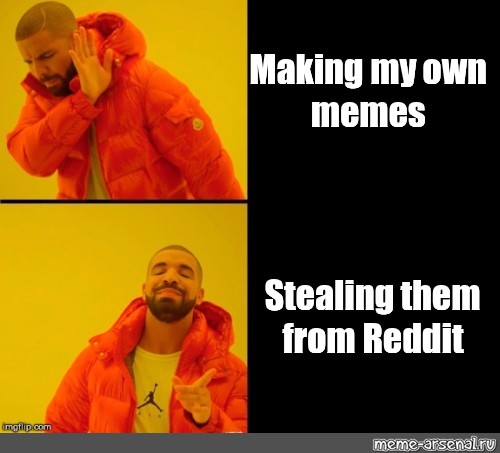 Making my own
memes
Stealing them
from Reddit
imgflip.com
meme-arsenal.ru